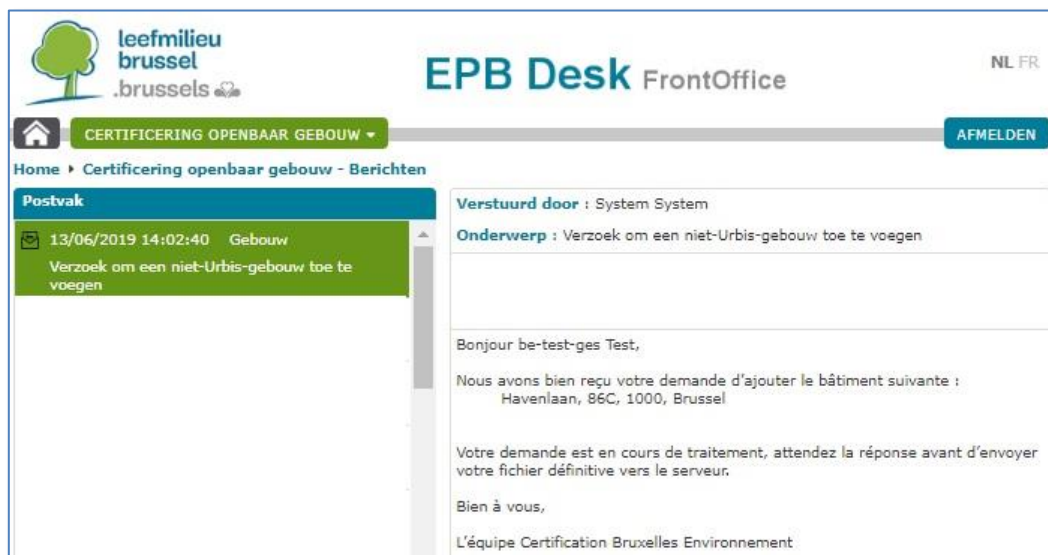 leefmilieu
brussel
.brussels
EPB Desk FrontOffice
NL FR
CERTIFICERING OPENBAAR GEBOUW
AFMELDEN
Home Certificering openbaar gebouw - Berichten
Postvak
13/06/2019 14:02:40 Gebouw
Verzoek om een niet-Urbis-gebouw toe te
voegen
Verstuurd door : System System
Onderwerp : Verzoek om een niet-Urbis-gebouw toe te voegen
Bonjour be-test-ges Test,
Nous avons bien reçu votre demande d'ajouter le bâtiment suivante :
Havenlaan, 86C, 1000, Brussel
Votre demande est en cours de traitement, attendez la réponse avant d'envoyer
votre fichier définitive vers le serveur.
Bien à vous,
L'équipe Certification Bruxelles Environnement